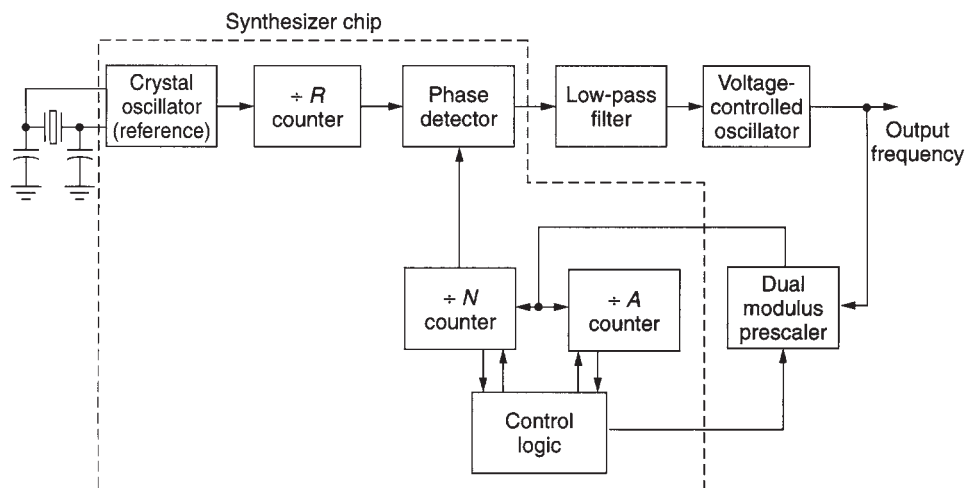 Synthesizer chip
Crystal
oscillator
(reference)
÷ R
counter
Phase
detector
Low-pass
filter
Voltage-
controlled
oscillator
Output
frequency
÷ N
counter
÷ A
counter
Dual
modulus
prescaler
Control
logic